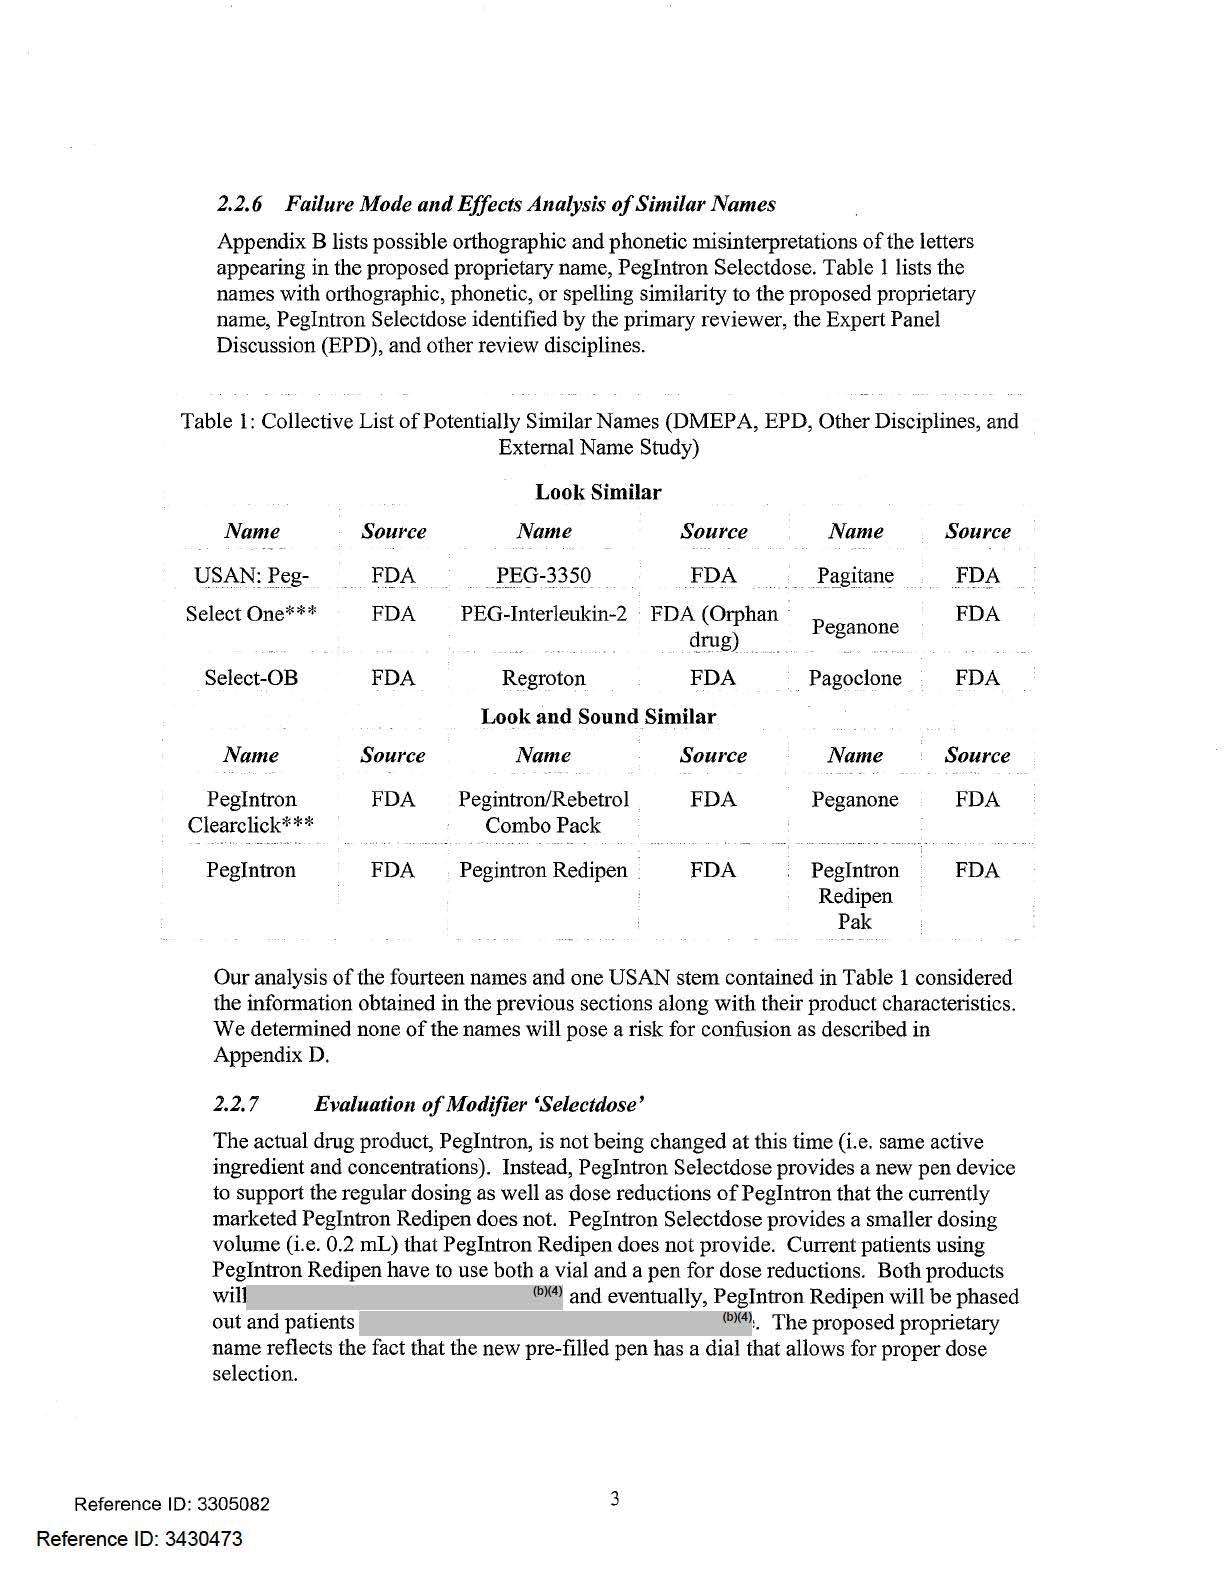 2.2.6 Failure Mode and Effects Analysis of Similar Names
Appendix B lists possible orthographic and phonetic misinterpretations of the letters
appearing in the proposed proprietary name, PegIntron Selectdose. Table 1 lists the
names with orthographic, phonetic, or spelling similarity to the proposed proprietary
name, PegIntron Selectdose identified by the primary reviewer, the Expert Panel
Discussion (EPD), and other review disciplines.
Table 1: Collective List of Potentially Similar Names (DMEPA, EPD, Other Disciplines, and
External Name Study)
Look Similar
Name Source Name Source Name Source
USAN: Peg- FDA PEG-3350 FDA Pagitane FDA
Select One*** FDA PEG-Interleukin-2 FDA (Orphan drug) Peganone FDA
Select-OB FDA Regroton FDA Pagoclone FDA
Look and Sound Similar
Name Source Name Source Name Source
PegIntron FDA Pegintron/Rebetrol FDA Peganone FDA
Clearclick*** Combo Pack
PegIntron FDA Pegintron Redipen FDA PegIntron FDA
Redipen
Pak
Our analysis of the fourteen names and one USAN stem contained in Table 1 considered
the information obtained in the previous sections along with their product characteristics.
We determined none of the names will pose a risk for confusion as described in
Appendix D.
2.2.7 Evaluation of Modifier ‘Selectdose’
The actual drug product, PegIntron, is not being changed at this time (i.e. same active
ingredient and concentrations). Instead, PegIntron Selectdose provides a new pen device
to support the regular dosing as well as dose reductions of PegIntron that the currently
marketed PegIntron Redipen does not. PegIntron Selectdose provides a smaller dosing
volume (i.e. 0.2 mL) that PegIntron Redipen does not provide. Current patients using
PegIntron Redipen have to use both a vial and a pen for dose reductions. Both products
will (b)(4) and eventually, PegIntron Redipen will be phased
out and patients (b)(4). The proposed proprietary
name reflects the fact that the new pre-filled pen has a dial that allows for proper dose
selection.
Reference ID: 3305082 3
Reference ID: 3430473